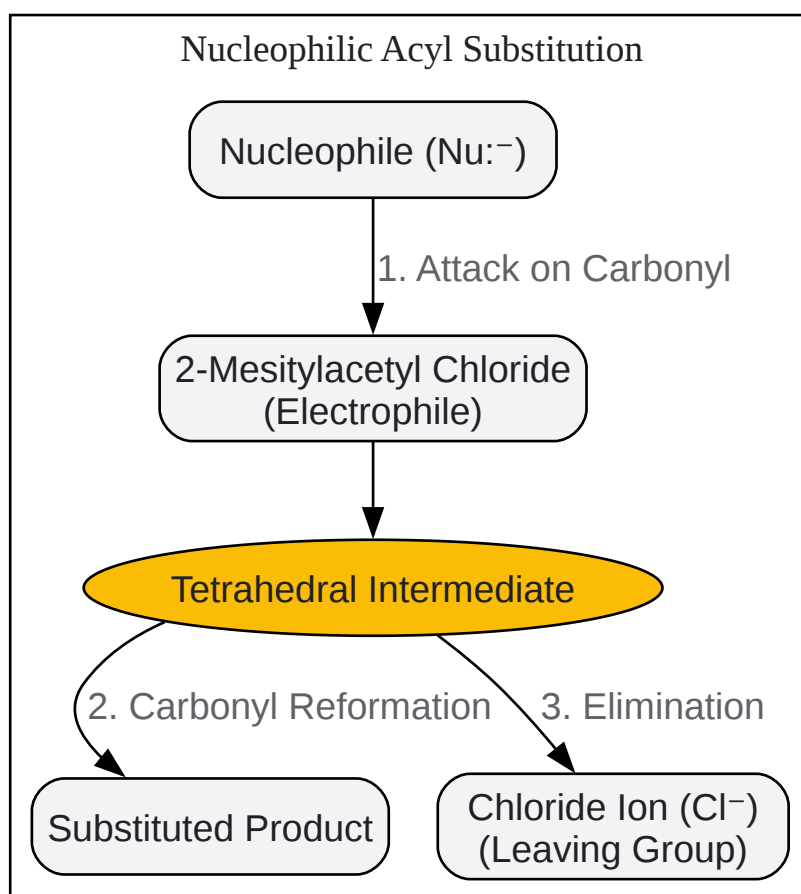 Nucleophilic Acyl Substitution
Nucleophile (Nu:⁻)
1. Attack on Carbonyl
2-Mesitylacetyl Chloride
(Electrophile)
Tetrahedral Intermediate
2. Carbonyl Reformation
3. Elimination
Substituted Product
Chloride Ion (Cl⁻)
(Leaving Group)